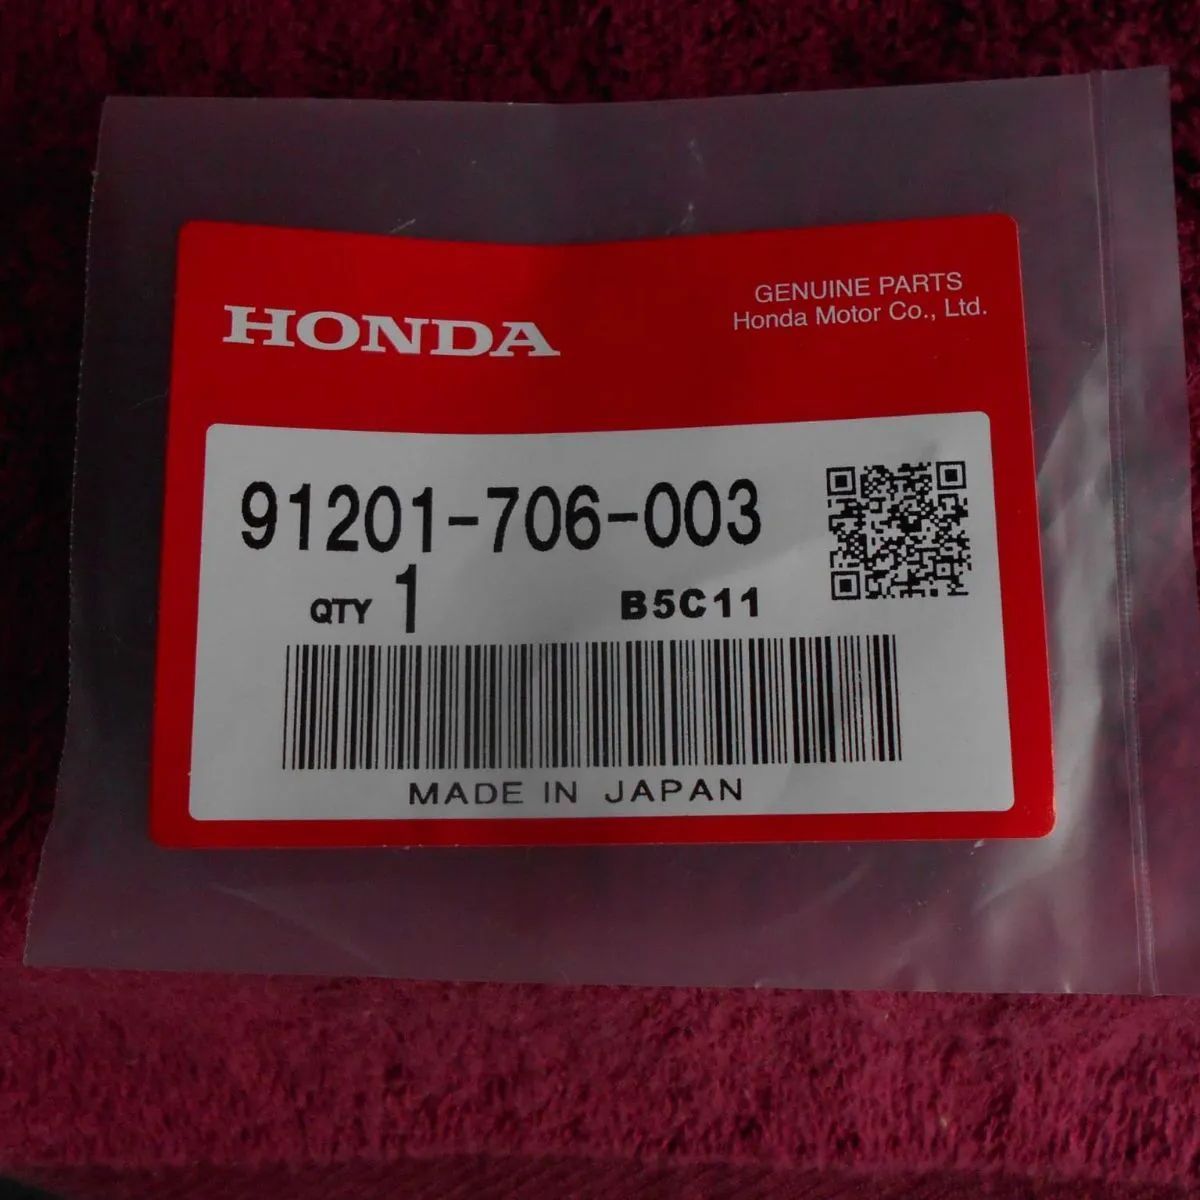 HONDA
GENUINE PARTS
Honda Motor Co., Ltd.
91201-706-003
QTY 1 B5C11
MADE IN JAPAN